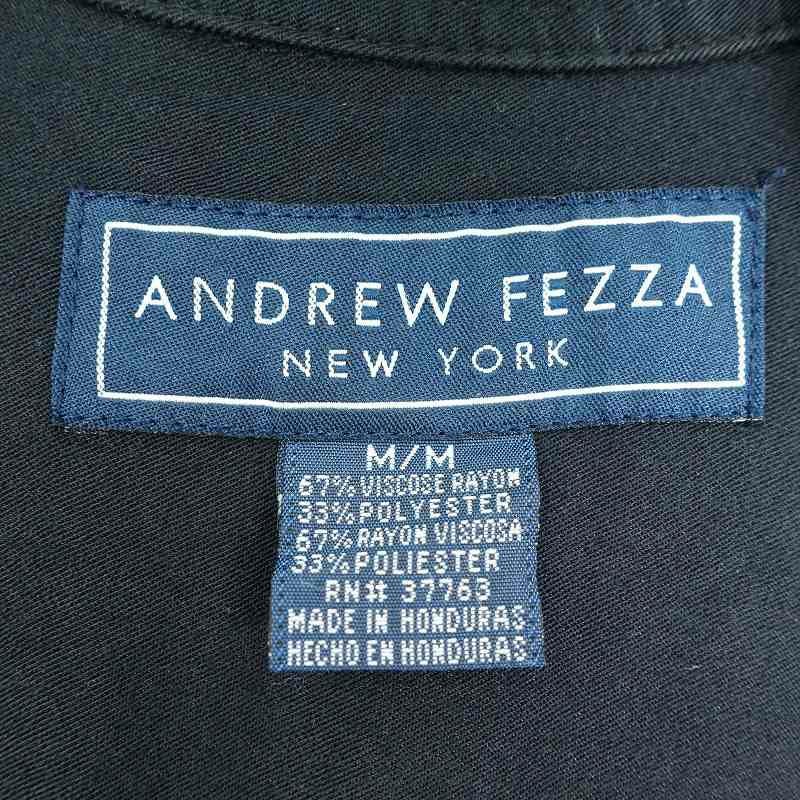 ANDREW FEZZA
NEW YORK
M/M
67% VISCOSE RAYON
33% POLYESTER
67% RAYON VISCOSA
33% POLIESTER
RN# 37763
MADE IN HONDURAS
HECHO EN HONDURAS